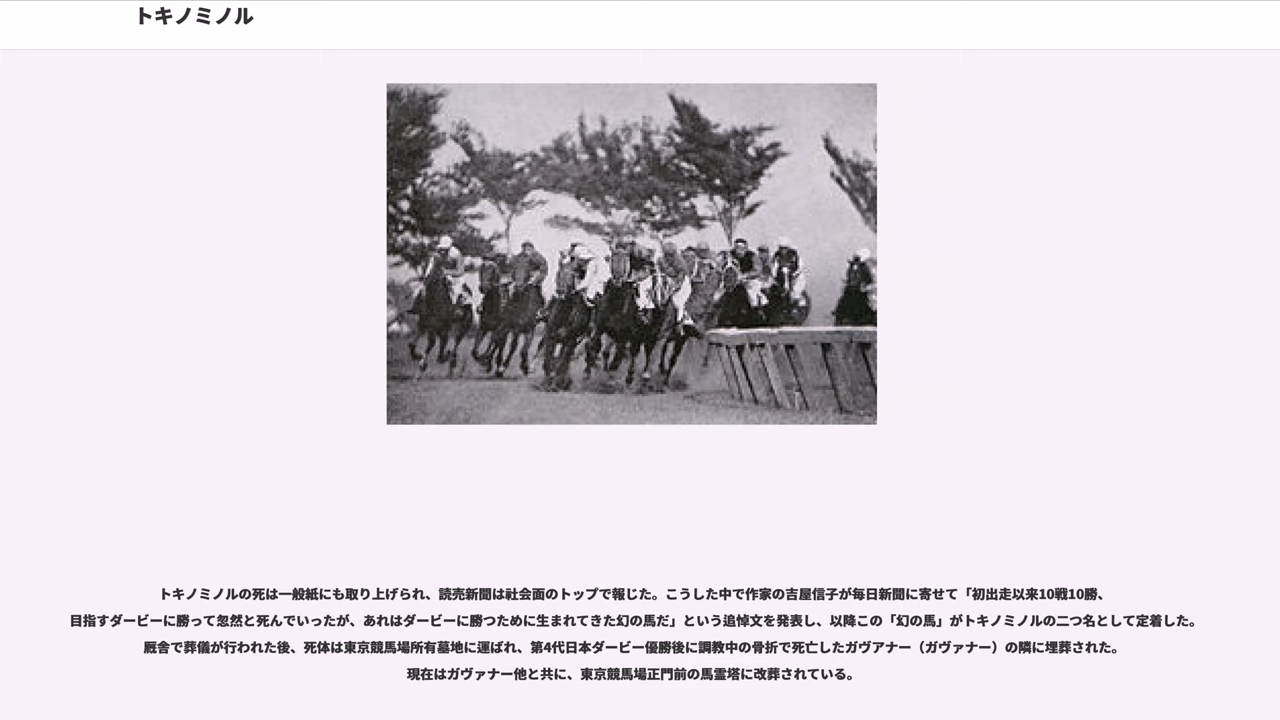 トキノミノル
トキノミノルの死は一般紙にも取り上げられ、読売新聞は社会面のトップで報じた。こうした中で作家の吉屋信子が毎日新聞に寄せて「初出走以来10戦10勝、
目指すダービーに勝って忽然と死んでいったが、あれはダービーに勝つために生まれてきた幻の馬だ」という追悼文を発表し、以降この「幻の馬」がトキノミノルの二つ名として定着した。
厩舎で葬儀が行われた後、死体は東京競馬場所有墓地に運ばれ、第4代日本ダービー優勝後に調教中の骨折で死亡したガヴアナー（ガヴァナー）の隣に埋葬された。
現在はガヴァナー他と共に、東京競馬場正門前の馬霊塔に改葬されている。